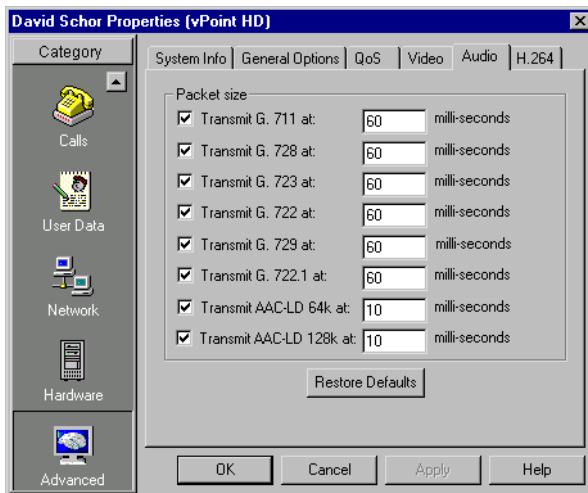 David Schor Properties (vPoint HD)
Category
Calls
User Data
Network
Hardware
Advanced
System Info General Options QoS Video Audio H.264
Packet size
Transmit G. 711 at: 60 milli-seconds
Transmit G. 728 at: 60 milli-seconds
Transmit G. 723 at: 60 milli-seconds
Transmit G. 722 at: 60 milli-seconds
Transmit G. 729 at: 60 milli-seconds
Transmit G. 722.1 at: 60 milli-seconds
Transmit AAC-LD 64k at: 10 milli-seconds
Transmit AAC-LD 128k at: 10 milli-seconds
Restore Defaults
OK Cancel Apply Help